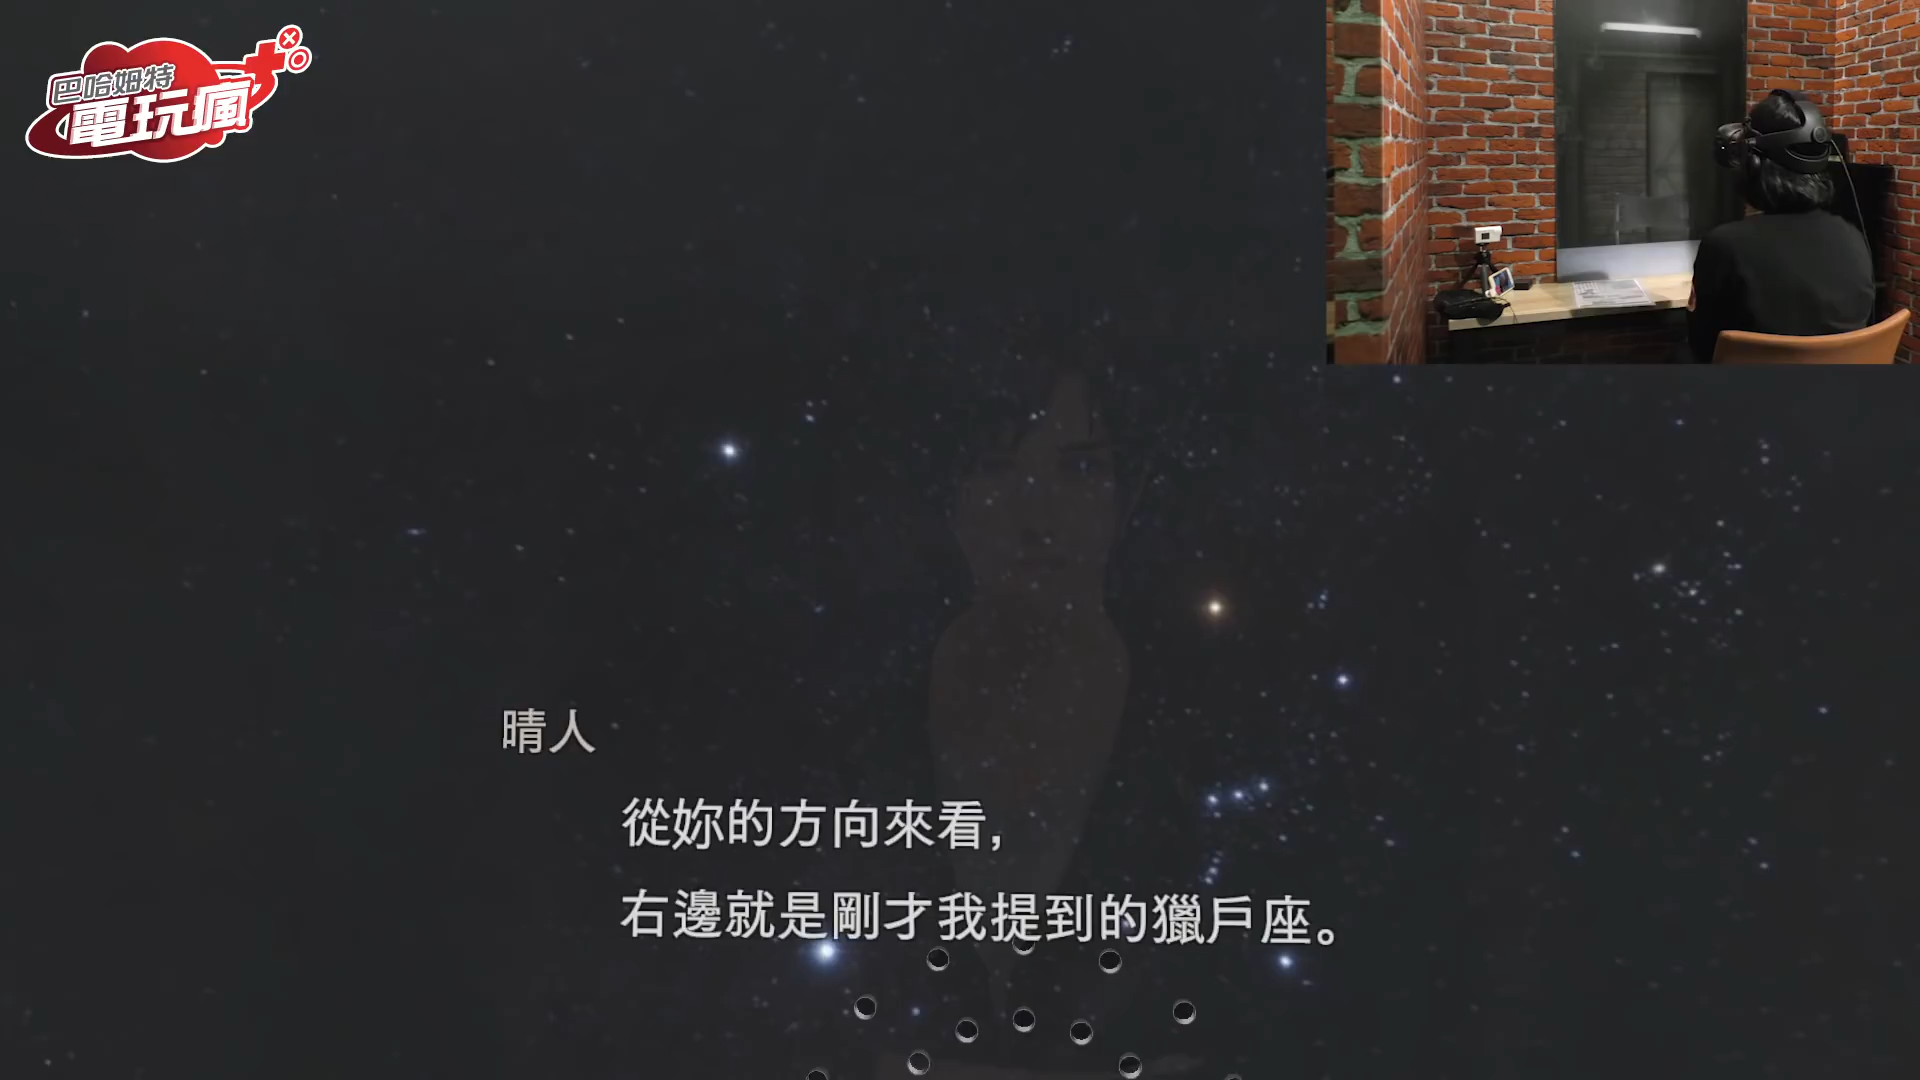 巴哈姆特
電玩瘋
晴人
從妳的方向來看,
右邊就是剛才我提到的獵戶座。